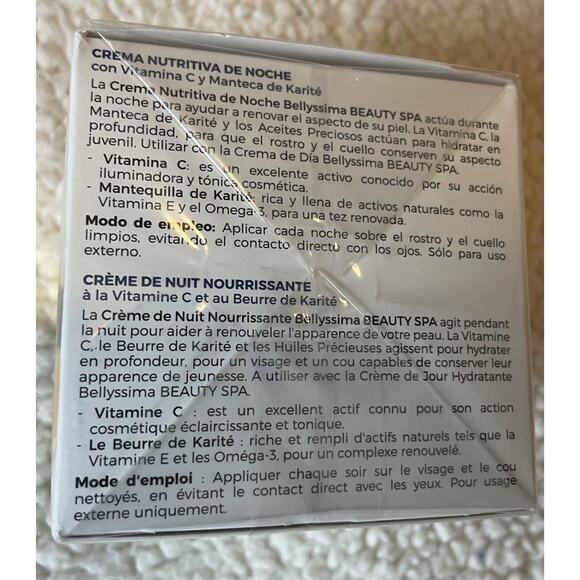 CREMA NUTRITIVA DE NOCHE
con Vitamina C y Manteca de Karité
La Crema Nutritiva de Noche Bellyssima BEAUTY SPA actúa durante
la noche para ayudar a renovar el aspecto de su piel. La Vitamina C, la
Manteca de Karité y los Aceites Preciosos actúan para hidratar en
profundidad, para que el rostro y el cuello conserven su aspecto
juvenil. Utilizar con la Crema de Día Bellyssima BEAUTY SPA.
- Vitamina C: es un excelente activo conocido por su acción
iluminadora y tónica cosmética.
- Mantequilla de Karité: rica y llena de activos naturales como la
Vitamina E y el Omega-3, para una tez renovada.
Modo de empleo: Aplicar cada noche sobre el rostro y el cuello
limpios, evitando el contacto directo con los ojos. Sólo para uso
externo.
CRÈME DE NUIT NOURRISSANTE
à la Vitamine C et au Beurre de Karité
La Crème de Nuit Nourrissante Bellyssima BEAUTY SPA agit pendant
la nuit pour aider à renouveler l'apparence de votre peau. La Vitamine
C, le Beurre de Karité et les Huiles Précieuses agissent pour hydrater
en profondeur, pour un visage et un cou capables de conserver leur
apparence de jeunesse. A utiliser avec la Crème de Jour Hydratante
Bellyssima BEAUTY SPA.
- Vitamine C : est un excellent actif connu pour son action
cosmétique éclaircissante et tonique.
- Le Beurre de Karité : riche et rempli d'actifs naturels tels que la
Vitamine E et les Oméga-3, pour un complexe renouvelé.
Mode d'emploi : Appliquer chaque soir sur le visage et le cou
nettoyés, en évitant le contact direct avec les yeux. Pour usage
externe uniquement.